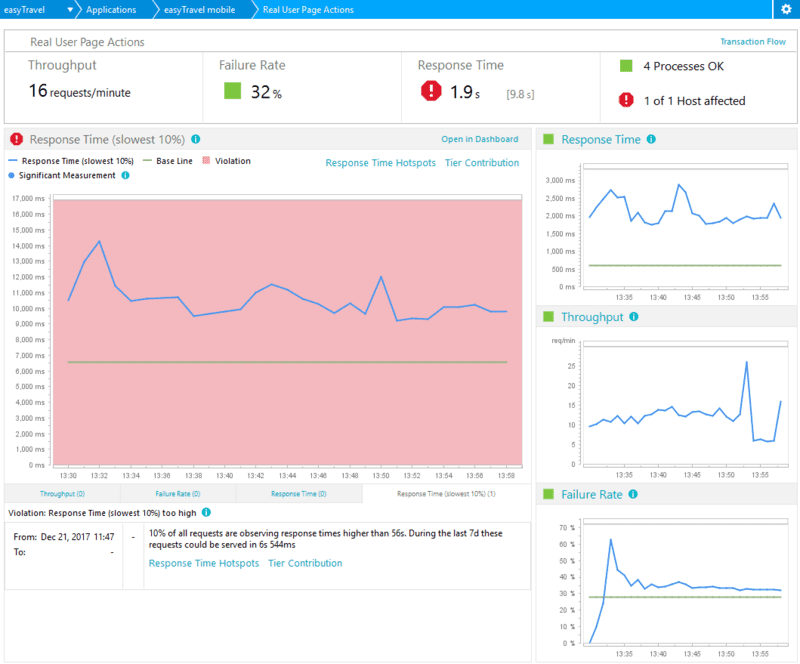 easyTravel ▼ Applications easyTravel mobile Real User Page Actions
Real User Page Actions Transaction Flow
Throughput Failure Rate Response Time 4 Processes OK
16 requests/minute 32 % 1.9 s [9.8 s] 1 of 1 Host affected
Response Time (slowest 10%) Open in Dashboard
Response Time (slowest 10%) Base Line Violation Response Time Hotspots Tier Contribution
Significant Measurement
17,000 ms
16,000 ms
15,000 ms
14,000 ms
13,000 ms
12,000 ms
11,000 ms
10,000 ms
9,000 ms
8,000 ms
7,000 ms
6,000 ms
5,000 ms
4,000 ms
3,000 ms
2,000 ms
1,000 ms
0 ms
13:30 13:32 13:34 13:36 13:38 13:40 13:42 13:44 13:46 13:48 13:50 13:52 13:54 13:56 13:58
Throughput (0) Failure Rate (0) Response Time (0) Response Time (slowest 10%) (1)
Violation: Response Time (slowest 10%) too high
From: Dec 21, 2017 11:47 - 10% of all requests are observing response times higher than 56s. During the last 7d these
To: - requests could be served in 6s 544ms
Response Time Hotspots Tier Contribution
Response Time
3,000 ms
2,500 ms
2,000 ms
1,500 ms
1,000 ms
500 ms
0 ms
13:35 13:40 13:45 13:50 13:55
Throughput
req/min
25
20
15
10
5
0
13:35 13:40 13:45 13:50 13:55
Failure Rate
70 %
60 %
50 %
40 %
30 %
20 %
10 %
0 %
13:35 13:40 13:45 13:50 13:55